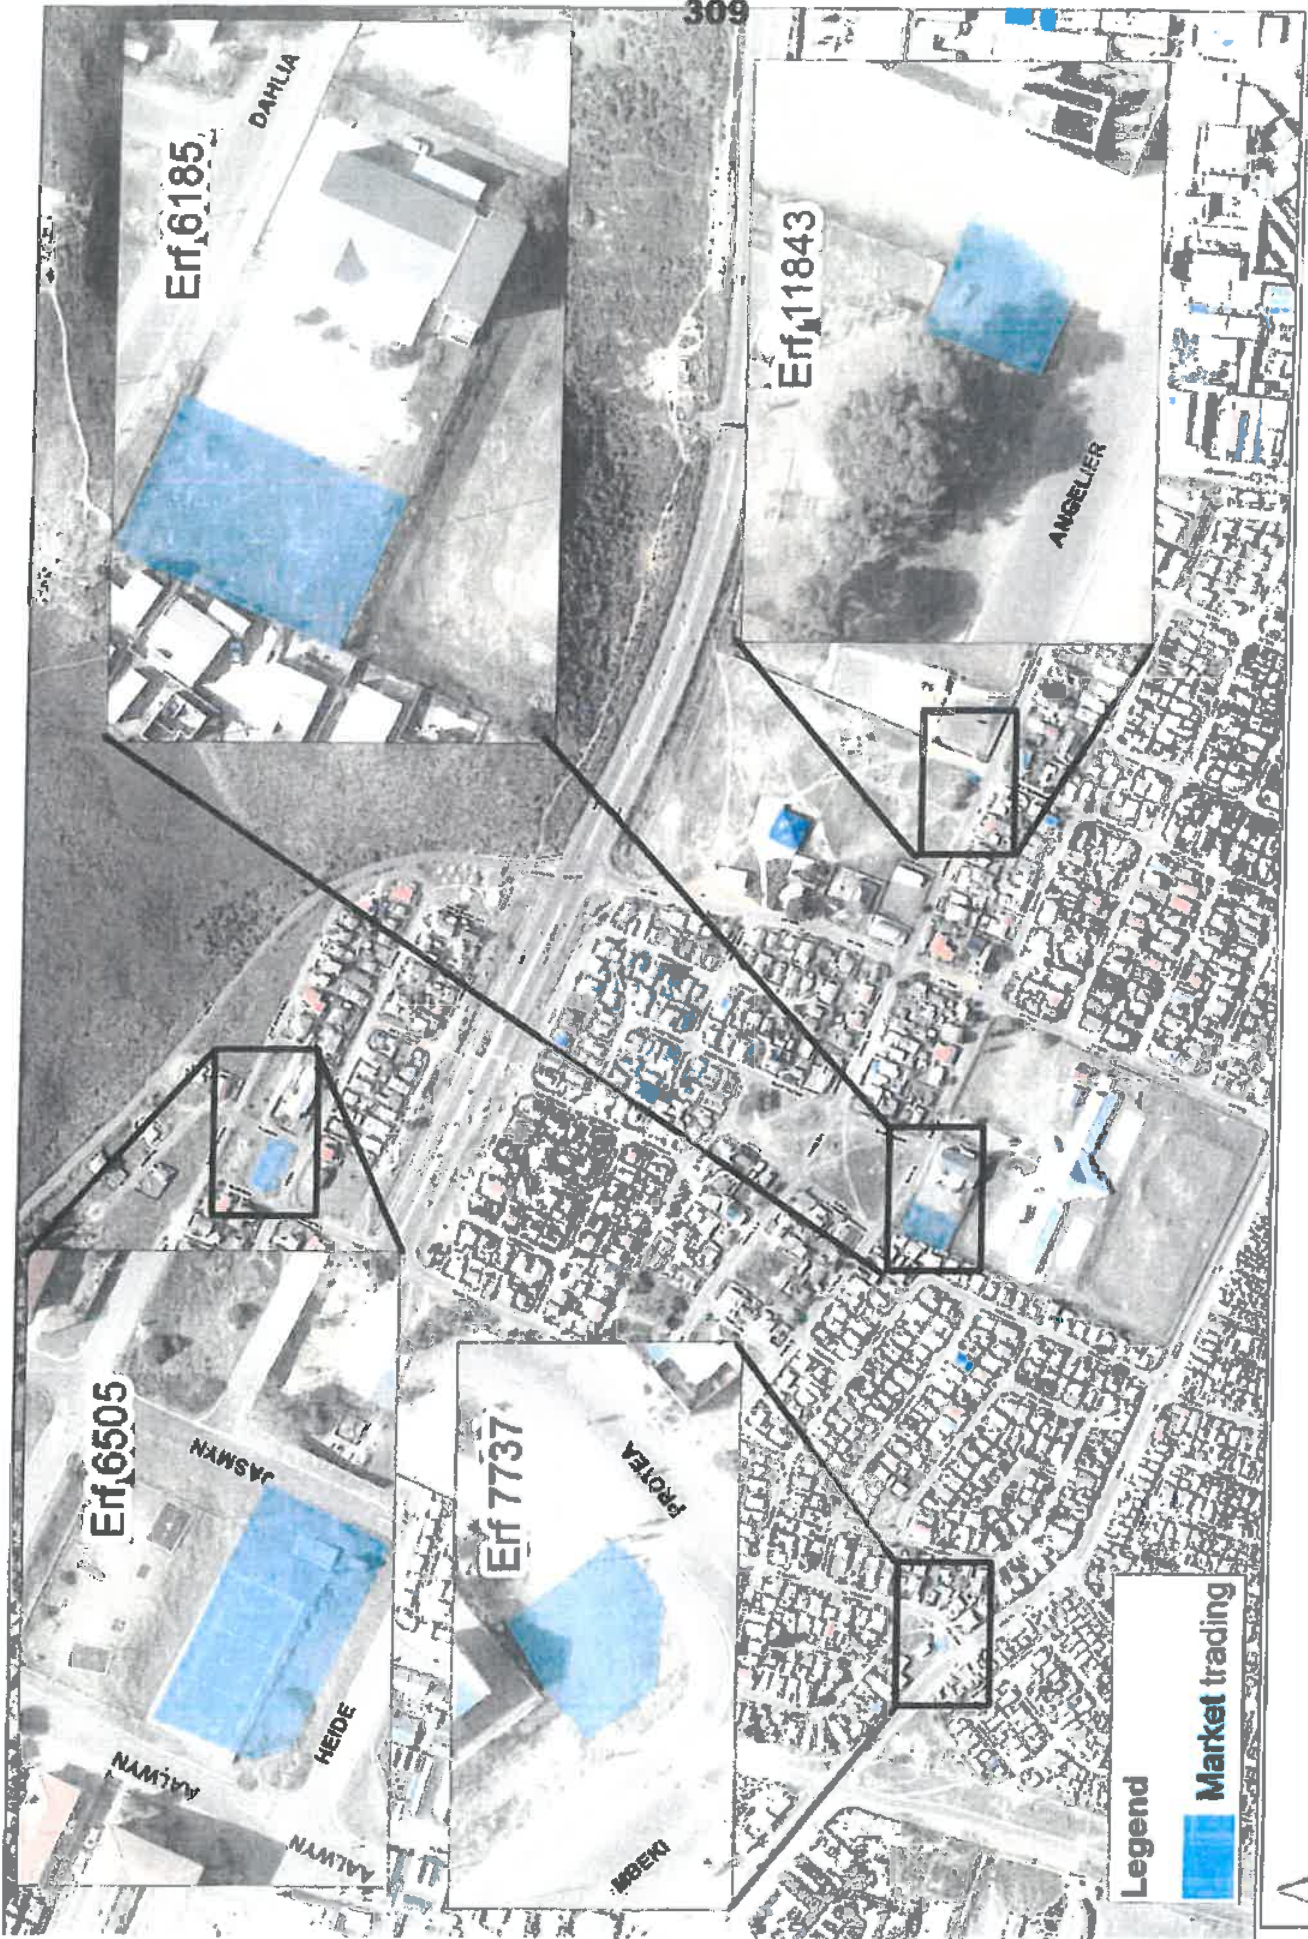 309
Erf 6505
JASMYN
AALWYN
HEIDE
AALWYN
Erf 6185
DAHLIA
Erf 7737
PROTEA
MBEKI
Erf 11843
ANGELIER
Legend
Market trading